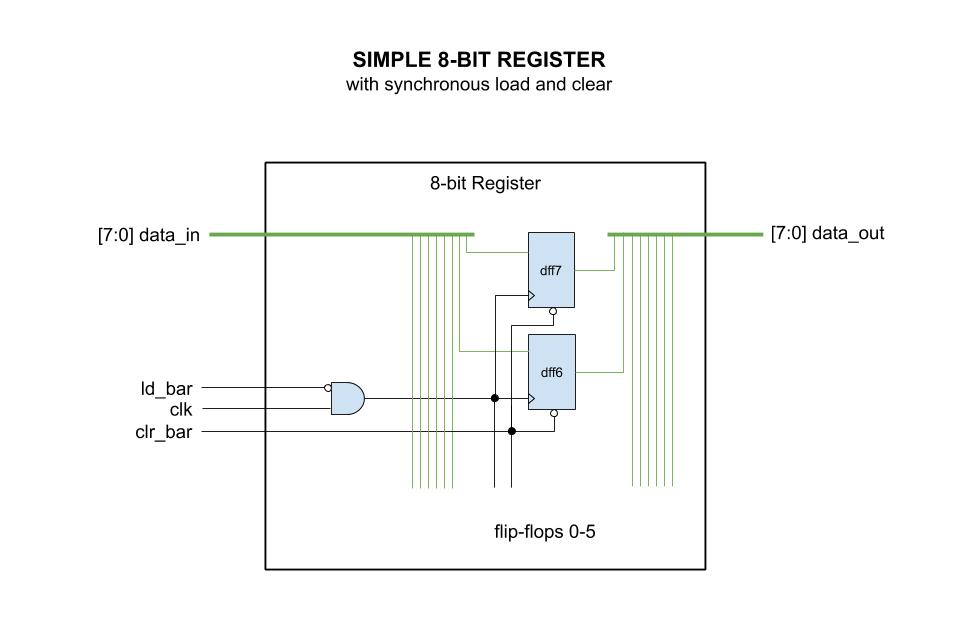 SIMPLE 8-BIT REGISTER
with synchronous load and clear
8-bit Register
[7:0] data_in
[7:0] data_out
dff7
dff6
ld_bar
clk
clr_bar
flip-flops 0-5